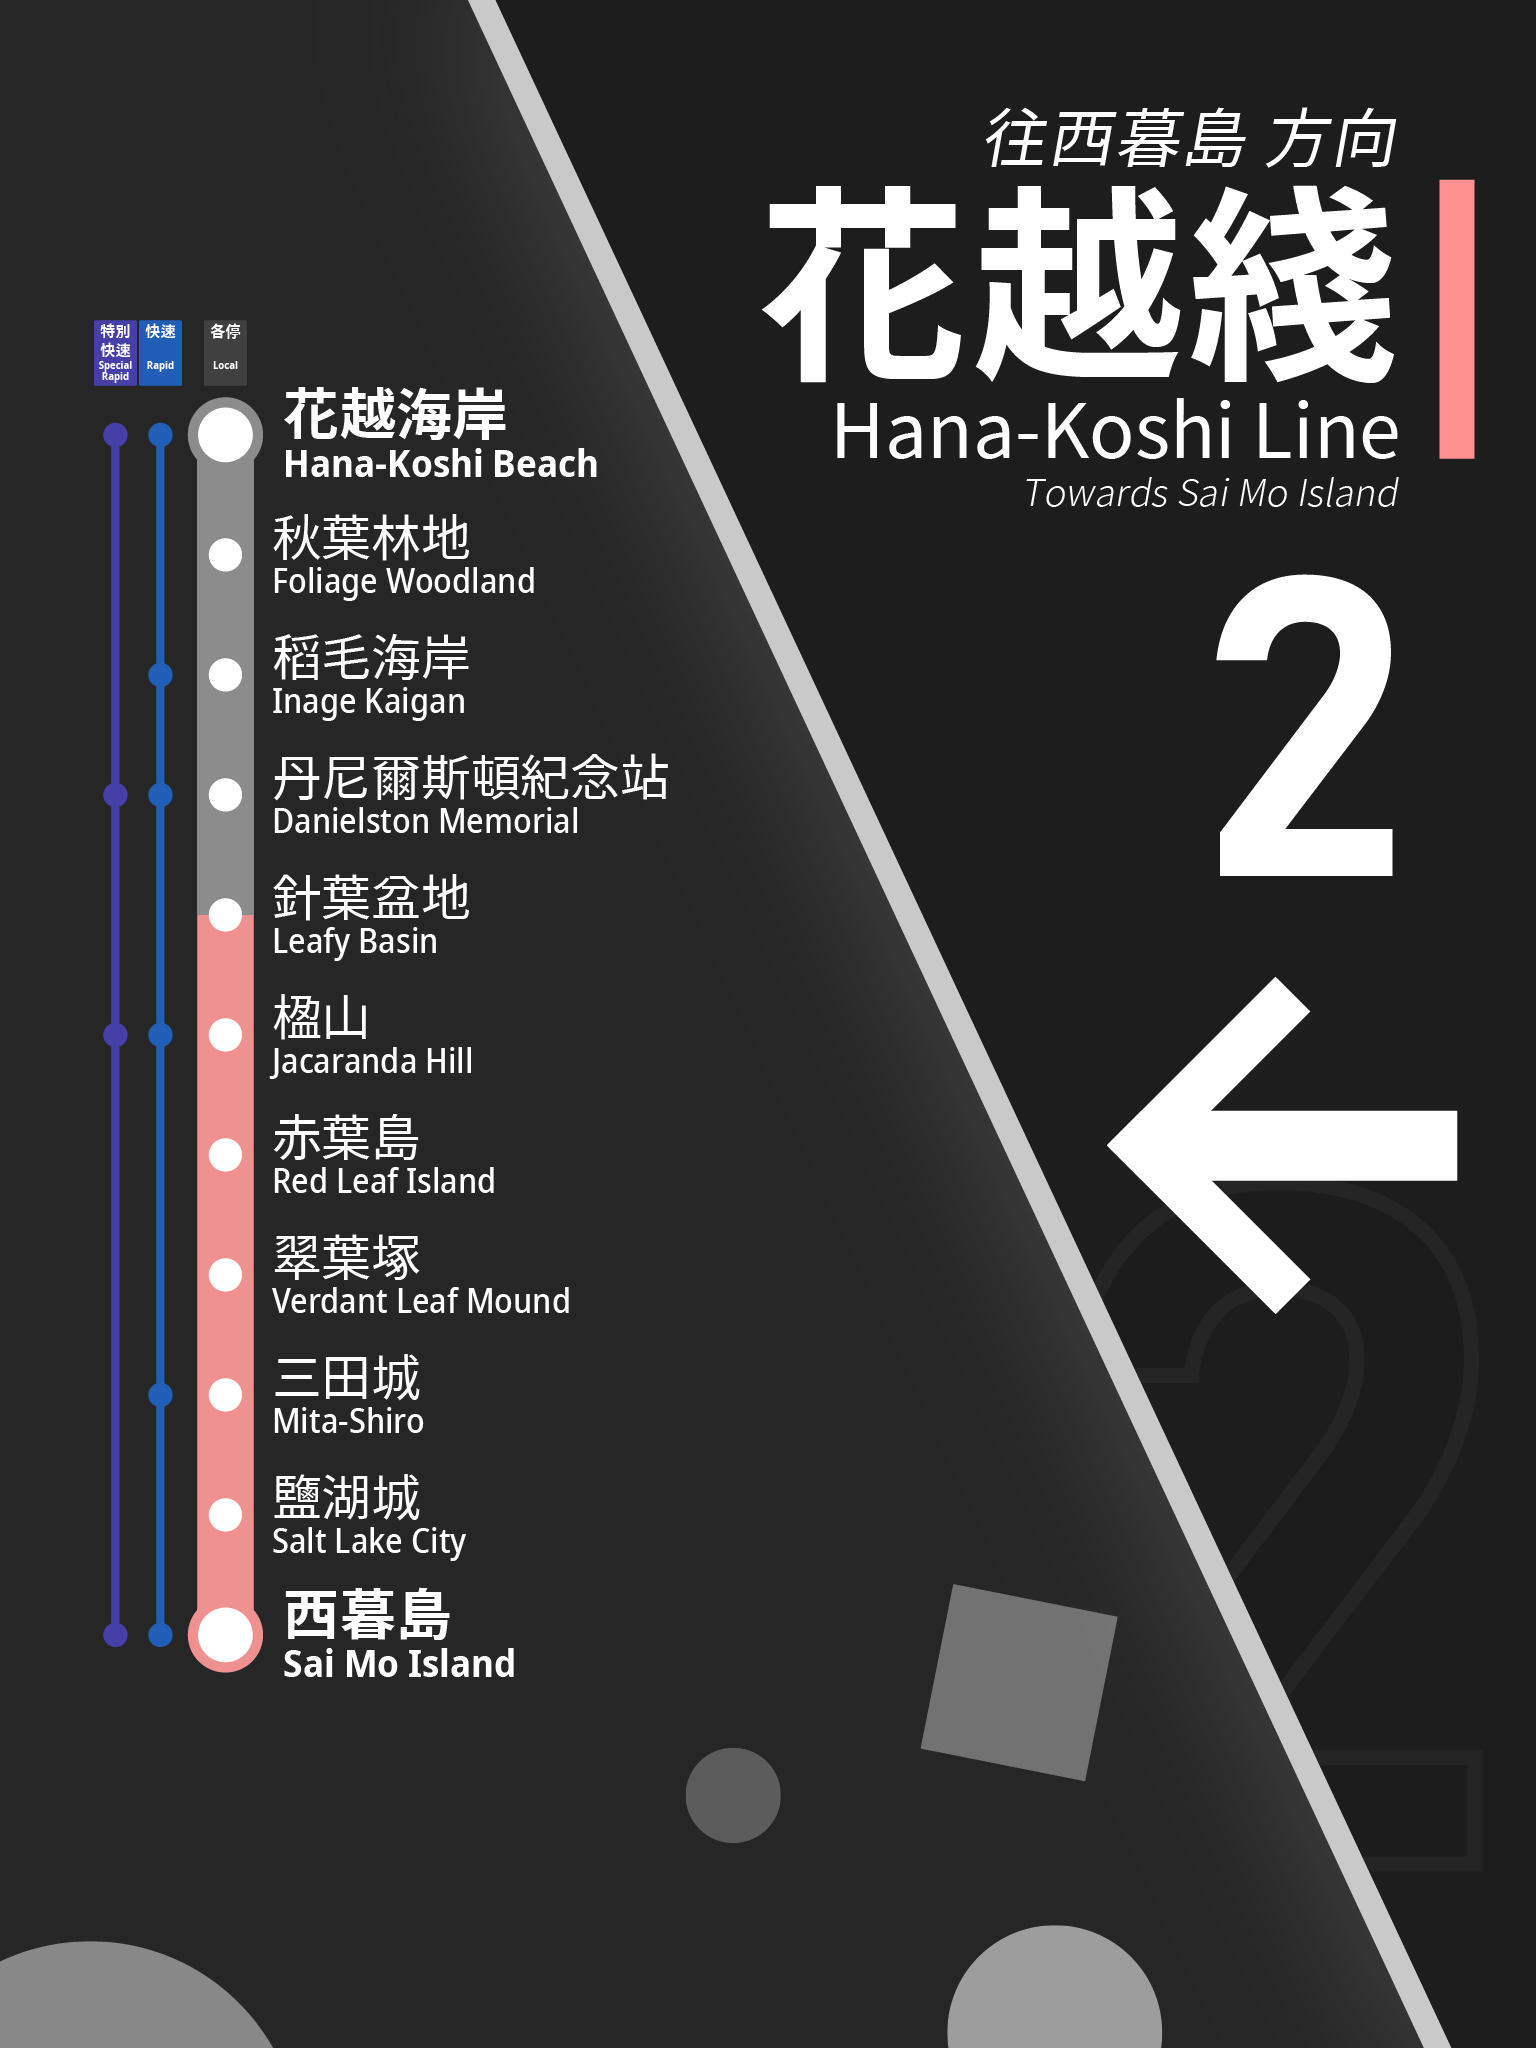 往西暮島 方向
花越綫
Hana-Koshi Line
Towards Sai Mo Island
2
特別
快速
Special
Rapid
快速
Rapid
各停
Local
花越海岸
Hana-Koshi Beach
秋葉林地
Foliage Woodland
稻毛海岸
Inage Kaigan
丹尼爾斯頓紀念站
Danielston Memorial
針葉盆地
Leafy Basin
楹山
Jacaranda Hill
赤葉島
Red Leaf Island
翠葉塚
Verdant Leaf Mound
三田城
Mita-Shiro
鹽湖城
Salt Lake City
西暮島
Sai Mo Island
2